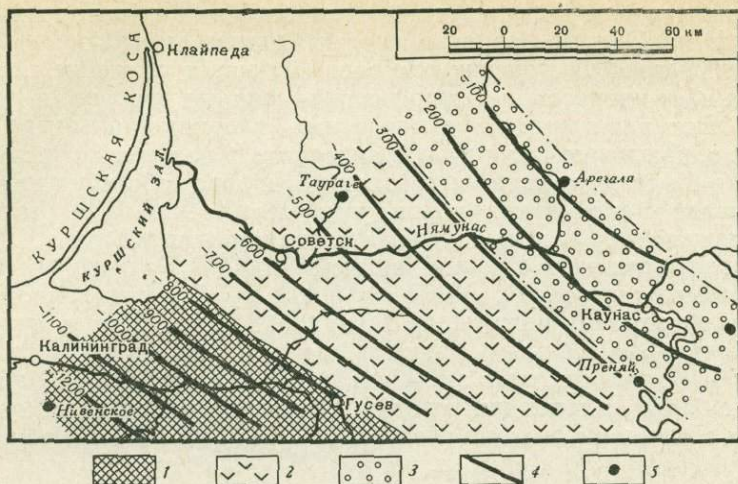 20 0 20 40 60 км
Клайпеда
КУРШСКАЯ КОСА
КУРШСКИЙ ЗАЛ.
-100
-200
-300
-400
-500
-600
-700
-800
-900
-1000
-1100
-1200
Таураге
Арегала
Советск
Нямунас
Каунас
Преняй
Калининград
Нивенское
Гусев
1 2 3 4 5